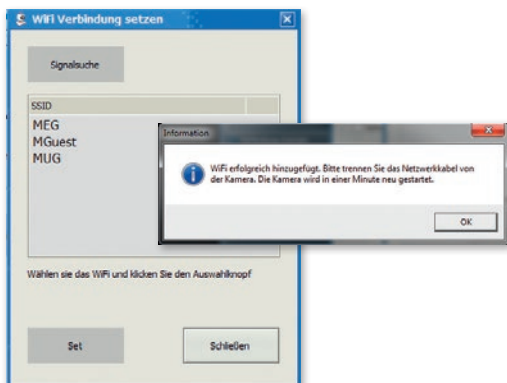 WiFi Verbindung setzen
Signalsuche
SSID
MEG
MGuest
MUG
Information
WiFi erfolgreich hinzugefügt. Bitte trennen Sie das Netzwerkkabel von
der Kamera. Die Kamera wird in einer Minute neu gestartet.
OK
Wählen sie das WiFi und klicken Sie den Auswahlknopf
Set
Schließen